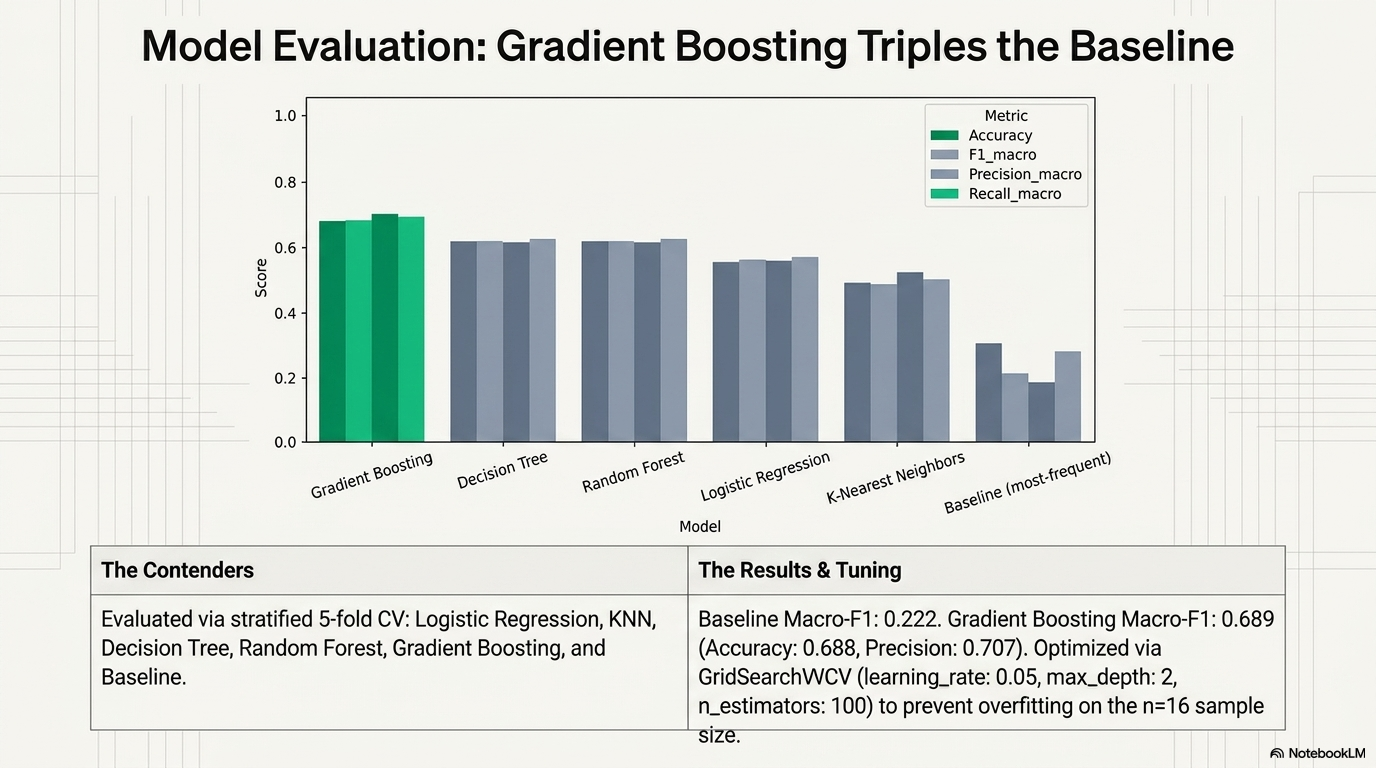 Model Evaluation: Gradient Boosting Triples the Baseline
1.0
0.8
0.6
0.4
0.2
0.0
Score
Metric
Accuracy
F1_macro
Precision_macro
Recall_macro
Gradient Boosting
Decision Tree
Random Forest
Logistic Regression
K-Nearest Neighbors
Baseline (most-frequent)
Model
The Contenders
Evaluated via stratified 5-fold CV: Logistic Regression, KNN,
Decision Tree, Random Forest, Gradient Boosting, and
Baseline.
The Results & Tuning
Baseline Macro-F1: 0.222. Gradient Boosting Macro-F1: 0.689
(Accuracy: 0.688, Precision: 0.707). Optimized via
GridSearchWCV (learning_rate: 0.05, max_depth: 2,
n_estimators: 100) to prevent overfitting on the n=16 sample
size.
NotebookLM